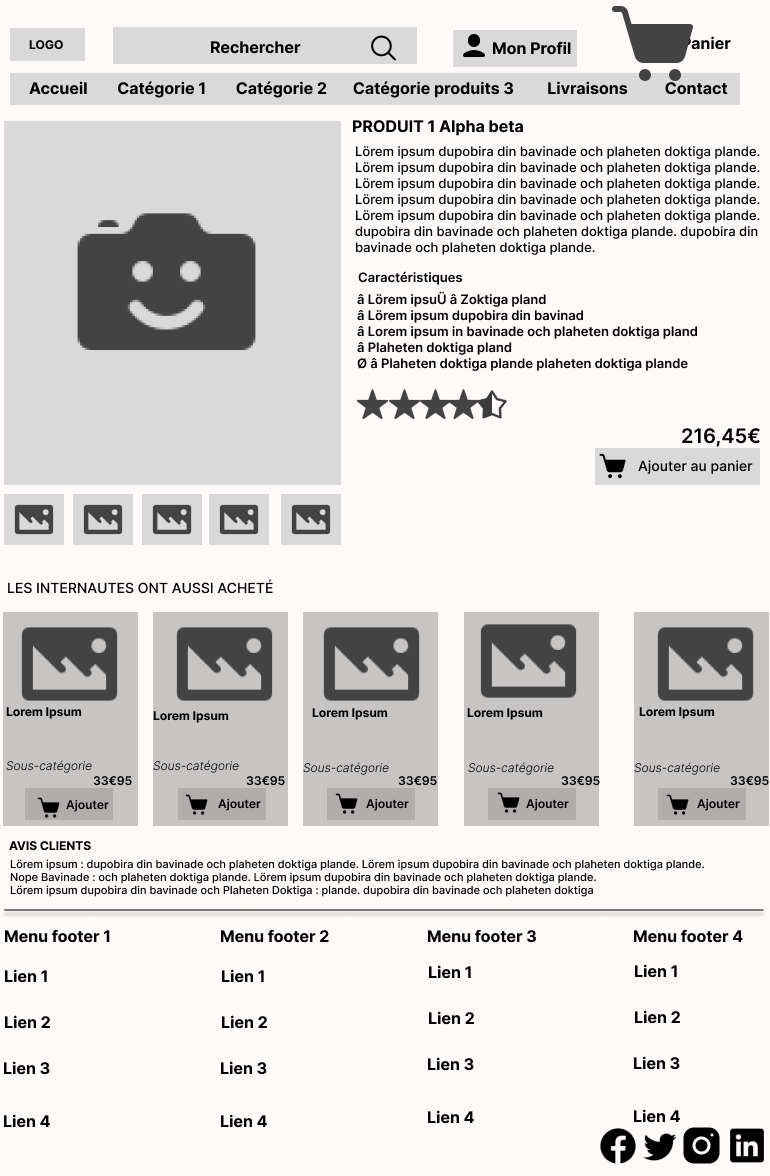 LOGO
Rechercher
Mon Profil
Panier
Accueil Catégorie 1 Catégorie 2 Catégorie produits 3 Livraisons Contact
PRODUIT 1 Alpha beta
Lörem ipsum dupobira din bavinade och plaheten doktiga plande.
Lörem ipsum dupobira din bavinade och plaheten doktiga plande.
Lörem ipsum dupobira din bavinade och plaheten doktiga plande.
Lörem ipsum dupobira din bavinade och plaheten doktiga plande.
Lörem ipsum dupobira din bavinade och plaheten doktiga plande.
dupobira din bavinade och plaheten doktiga plande. dupobira din
bavinade och plaheten doktiga plande.
Caractéristiques
â Lörem ipsuÜ â Zoktiga pland
â Lörem ipsum dupobira din bavinad
â Lörem ipsum in bavinade och plaheten doktiga pland
â Plaheten doktiga pland
Ø â Plaheten doktiga plande plaheten doktiga plande
216,45€
Ajouter au panier
LES INTERNAUTES ONT AUSSI ACHETÉ
Lorem Ipsum Lorem Ipsum Lorem Ipsum Lorem Ipsum Lorem Ipsum
Sous-catégorie Sous-catégorie Sous-catégorie Sous-catégorie Sous-catégorie
33€95 33€95 33€95 33€95 33€95
Ajouter Ajouter Ajouter Ajouter Ajouter
AVIS CLIENTS
Lörem ipsum : dupobira din bavinade och plaheten doktiga plande. Lörem ipsum dupobira din bavinade och plaheten doktiga plande.
Nope Bavinade : och plaheten doktiga plande. Lörem ipsum dupobira din bavinade och plaheten doktiga plande.
Lörem ipsum dupobira din bavinade och Plaheten Doktiga : plande. dupobira din bavinade och plaheten doktiga
Menu footer 1 Menu footer 2 Menu footer 3 Menu footer 4
Lien 1 Lien 1 Lien 1 Lien 1
Lien 2 Lien 2 Lien 2 Lien 2
Lien 3 Lien 3 Lien 3 Lien 3
Lien 4 Lien 4 Lien 4 Lien 4